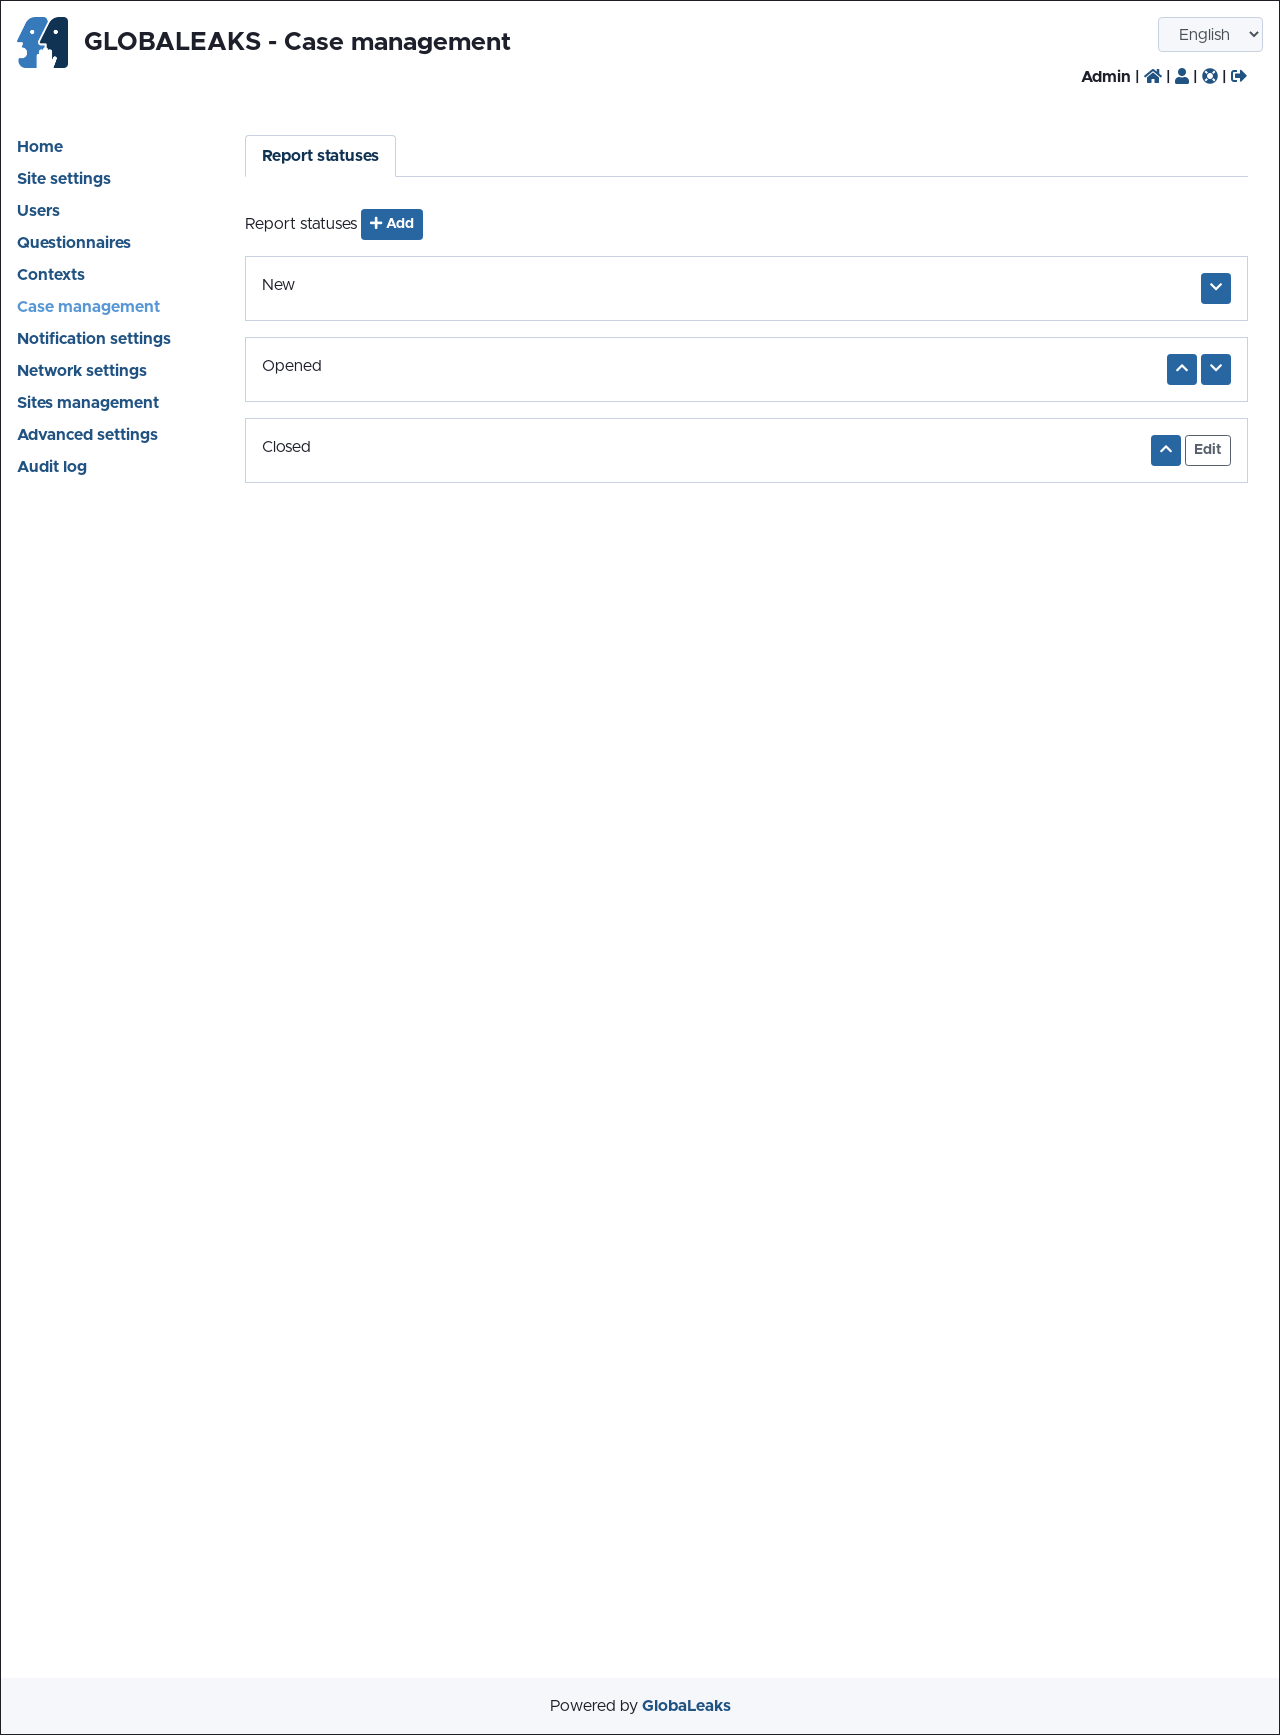 GLOBALEAKS - Case management
English
Admin | | | |
Home
Site settings
Users
Questionnaires
Contexts
Case management
Notification settings
Network settings
Sites management
Advanced settings
Audit log
Report statuses
Report statuses Add
New
Opened
Closed
Edit
Powered by GlobaLeaks